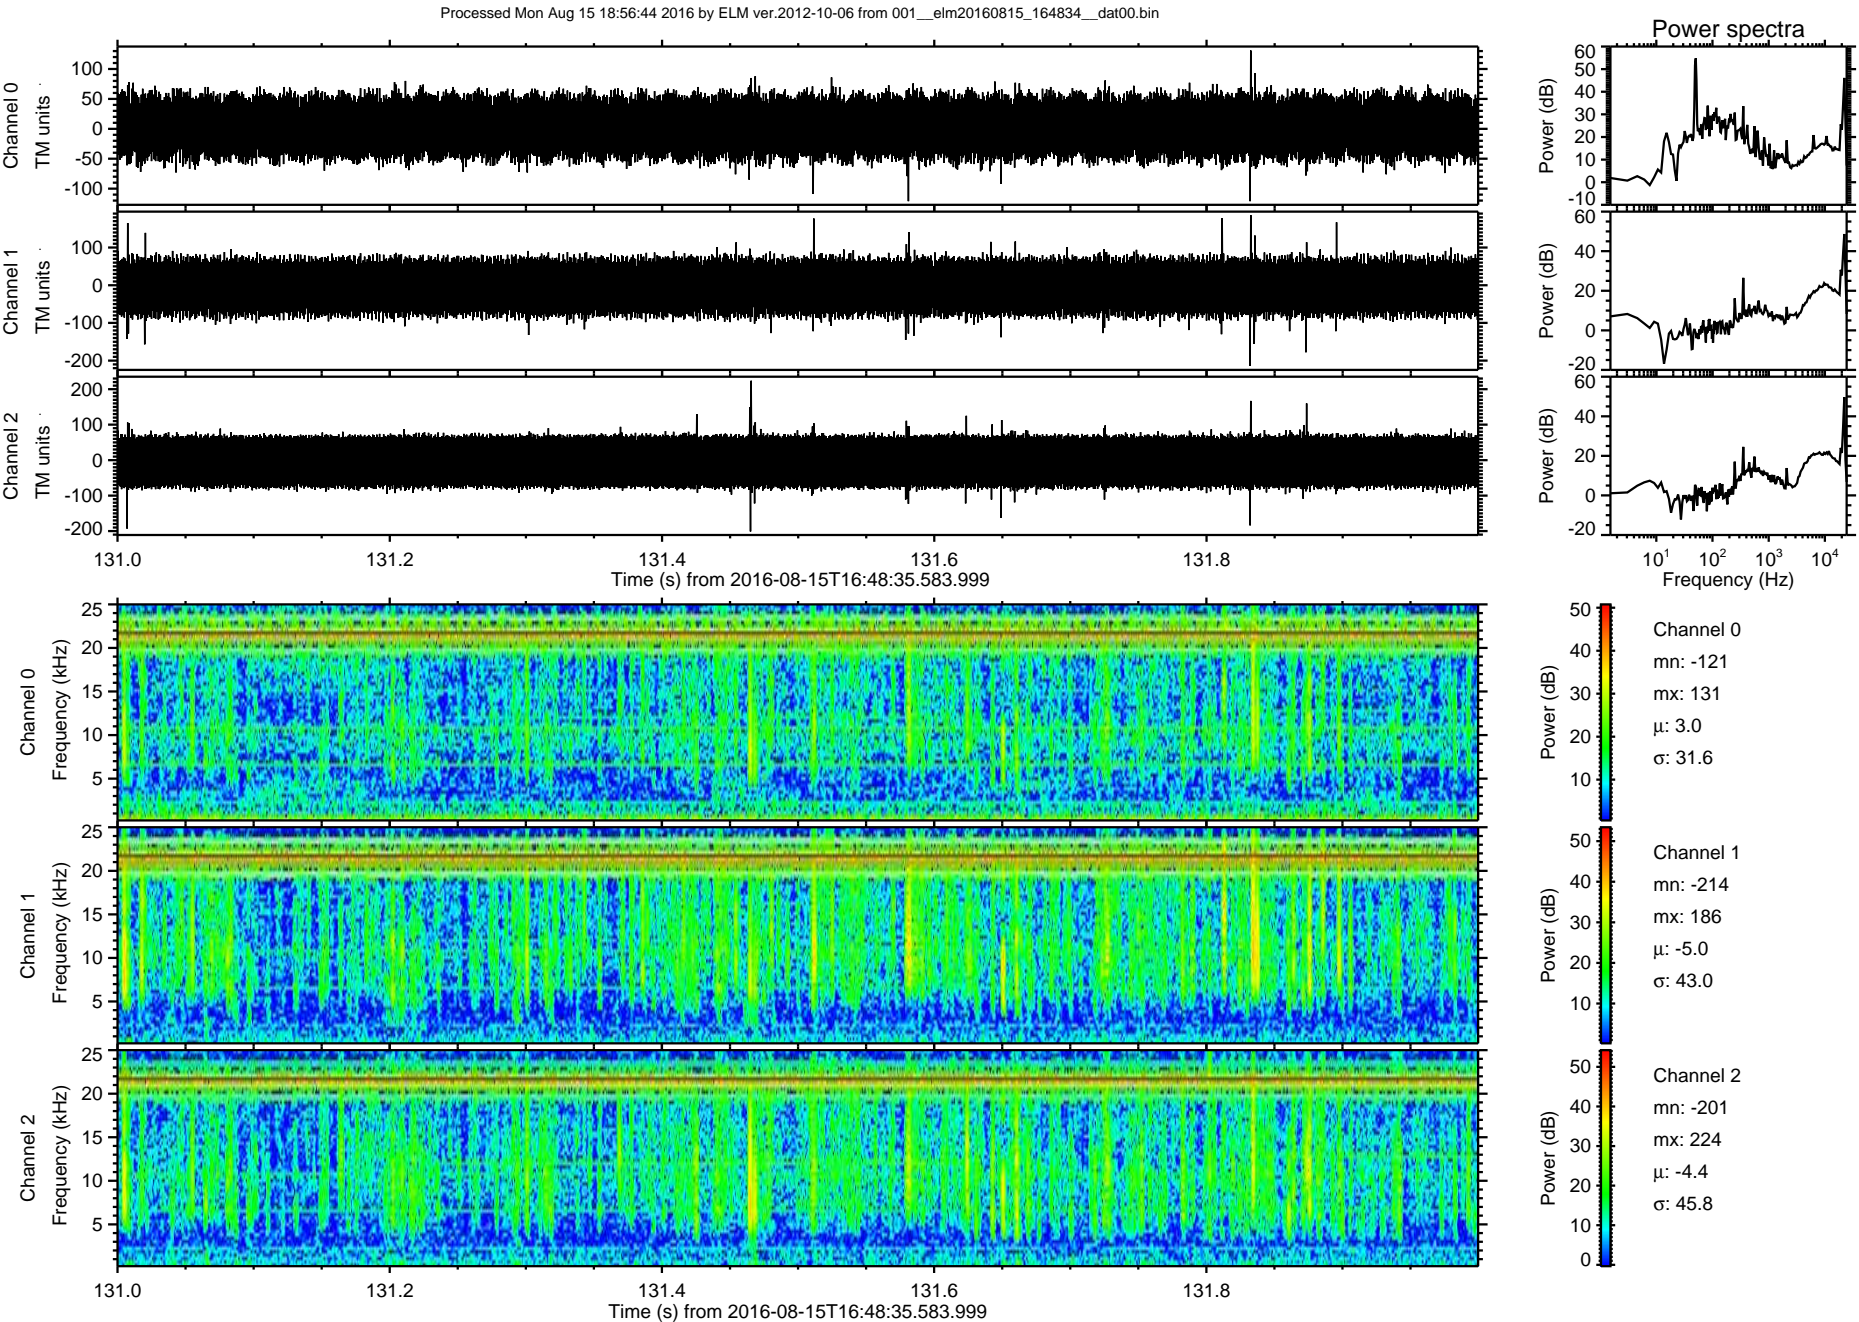 Processed Mon Aug 15 18:56:44 2016 by ELM ver.2012-10-06 from 001__elm20160815_164834__dat00.bin
Power spectra
Channel 0
TM units
100
50
0
-50
-100
Power (dB)
60
50
40
30
20
10
0
-10
Channel 1
TM units
100
0
-100
-200
Power (dB)
60
40
20
0
-20
Channel 2
TM units
200
100
0
-100
-200
Power (dB)
60
40
20
0
-20
131.0 131.2 131.4 131.6 131.8
Time (s) from 2016-08-15T16:48:35.583.999
10^1 10^2 10^3 10^4
Frequency (Hz)
Channel 0
Frequency (kHz)
25
20
15
10
5
Power (dB)
50
40
30
20
10
Channel 0
mn: -121
mx: 131
μ: 3.0
σ: 31.6
Channel 1
Frequency (kHz)
25
20
15
10
5
Power (dB)
50
40
30
20
10
Channel 1
mn: -214
mx: 186
μ: -5.0
σ: 43.0
Channel 2
Frequency (kHz)
25
20
15
10
5
Power (dB)
50
40
30
20
10
0
Channel 2
mn: -201
mx: 224
μ: -4.4
σ: 45.8
131.0 131.2 131.4 131.6 131.8
Time (s) from 2016-08-15T16:48:35.583.999